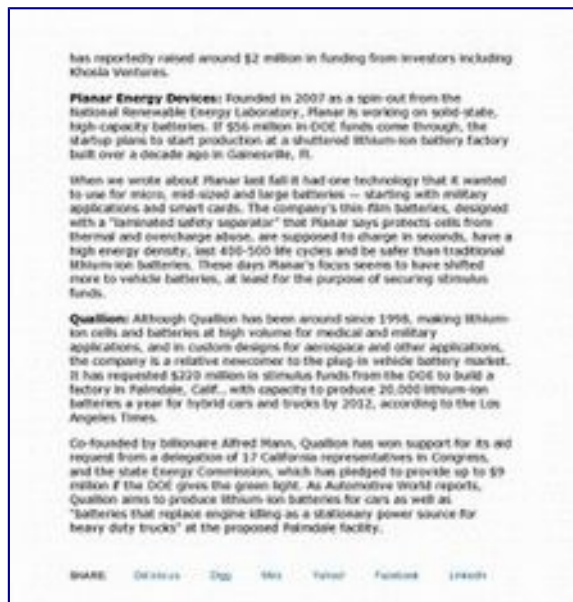 has reportedly raised around $2 million in funding from investors including
Khosla Ventures.
Planar Energy Devices: Founded in 2007 as a spin-out from the
National Renewable Energy Laboratory, Planar is working on solid-state,
high-capacity batteries. If $56 million in DOE funds come through, the
startup plans to start production at a shuttered lithium-ion battery factory
built over a decade ago in Gainesville, Fl.
When we wrote about Planar last fall it had one technology that it wanted
to use for micro, mid-sized and large batteries — starting with military
applications and smart cards. The company's thin film batteries, designed
with a "laminated safety separator" that Planar says protects cells from
thermal and overcharge abuse, are supposed to charge in seconds, have a
high energy density, last 400-500 life cycles and be safer than traditional
lithium-ion batteries. These days Planar's focus seems to have shifted
more to vehicle batteries, at least for the purpose of securing stimulus
funds.
Quallion: Although Quallion has been around since 1998, making lithium-
ion cells and batteries at high volume for medical and military
applications, and in custom designs for aerospace and other applications,
the company is a relative newcomer to the plug-in vehicle battery market.
It has requested $220 million in stimulus funds from the DOE to build a
factory in Palmdale, Calif., with capacity to produce 20,000 lithium-ion
batteries a year for hybrid cars and trucks by 2012, according to the Los
Angeles Times.
Co-founded by billionaire Alfred Mann, Quallion has won support for its aid
request from a delegation of 17 California representatives in Congress,
and the state Energy Commission, which has pledged to provide up to $9
million if the DOE gives the green light. As Automotive World reports,
Quallion aims to produce lithium-ion batteries for cars as well as
"batteries that replace engine idling as a stationary power source for
heavy duty trucks" at the proposed Palmdale facility.
SHARE: Del.icio.us Digg Mixx Yahoo! Facebook LinkedIn